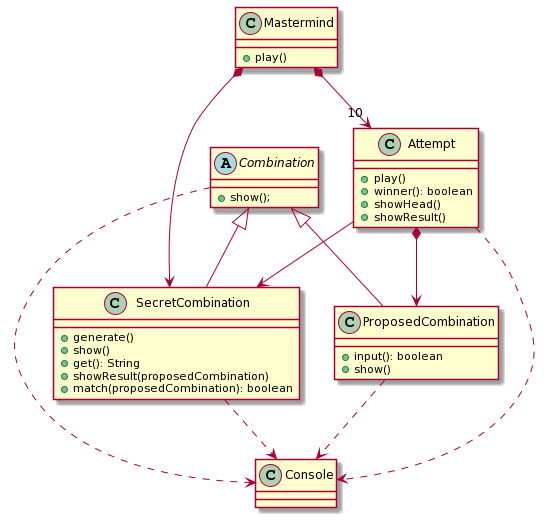 C Mastermind
play()
10
C Attempt
play()
winner(): boolean
showHead()
showResult()
A Combination
show();
C SecretCombination
generate()
show()
get(): String
showResult(proposedCombination)
match(proposedCombination): boolean
C ProposedCombination
input(): boolean
show()
C Console